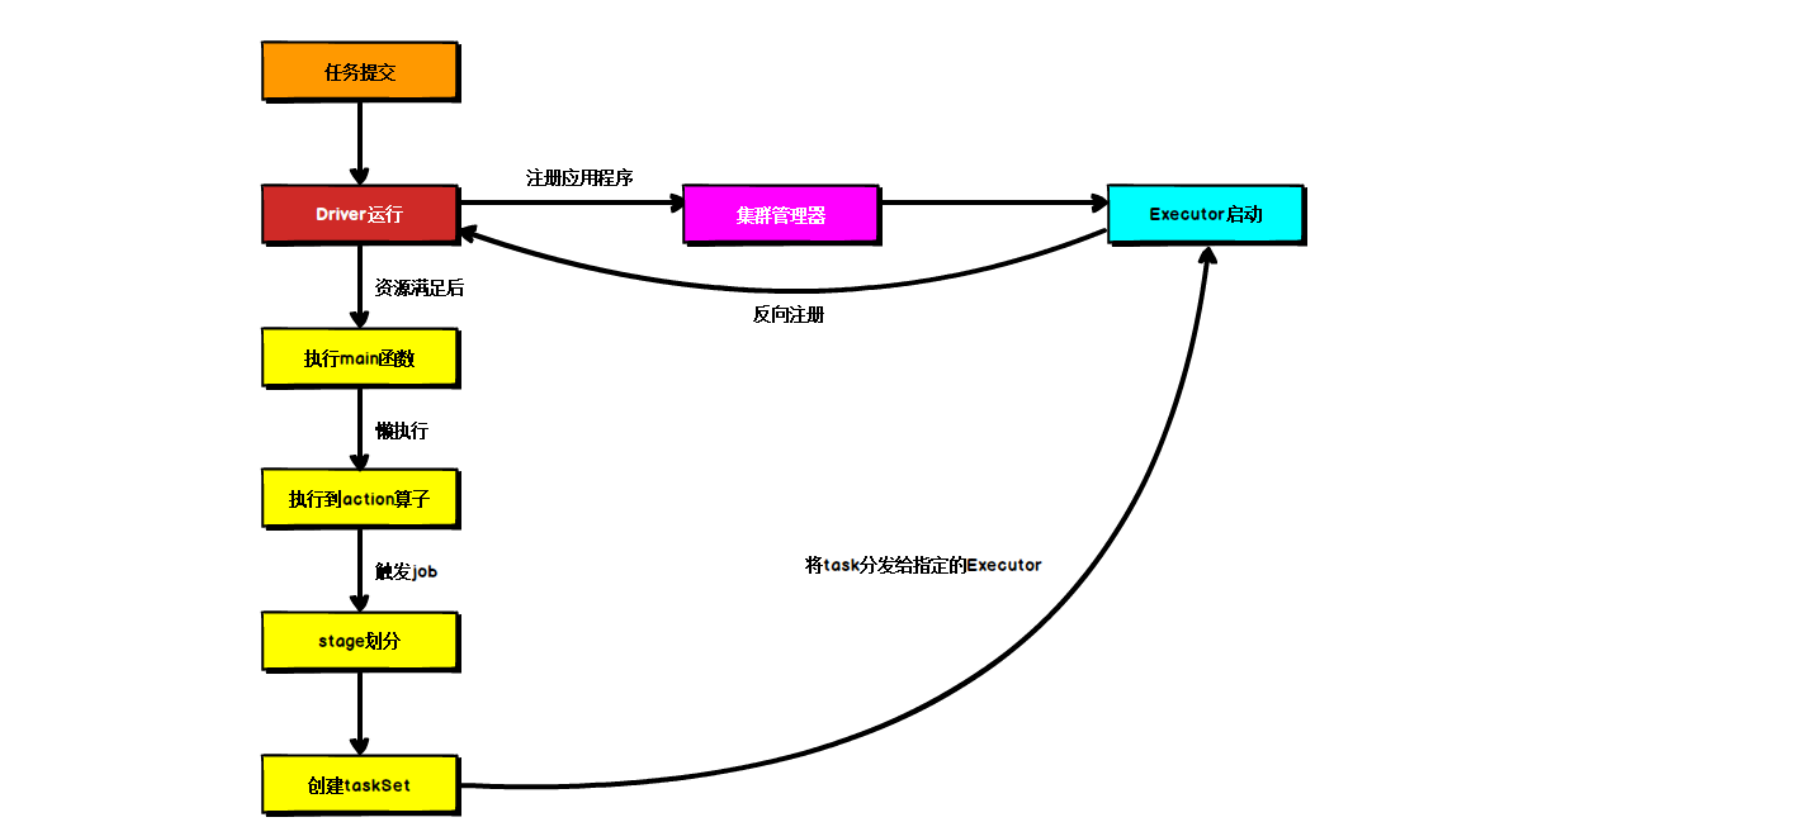 任务提交
注册应用程序
Driver运行
集群管理器
Executor启动
资源满足后
反向注册
执行main函数
懒执行
执行到action算子
触发job
将task分发给指定的Executor
stage划分
创建taskSet